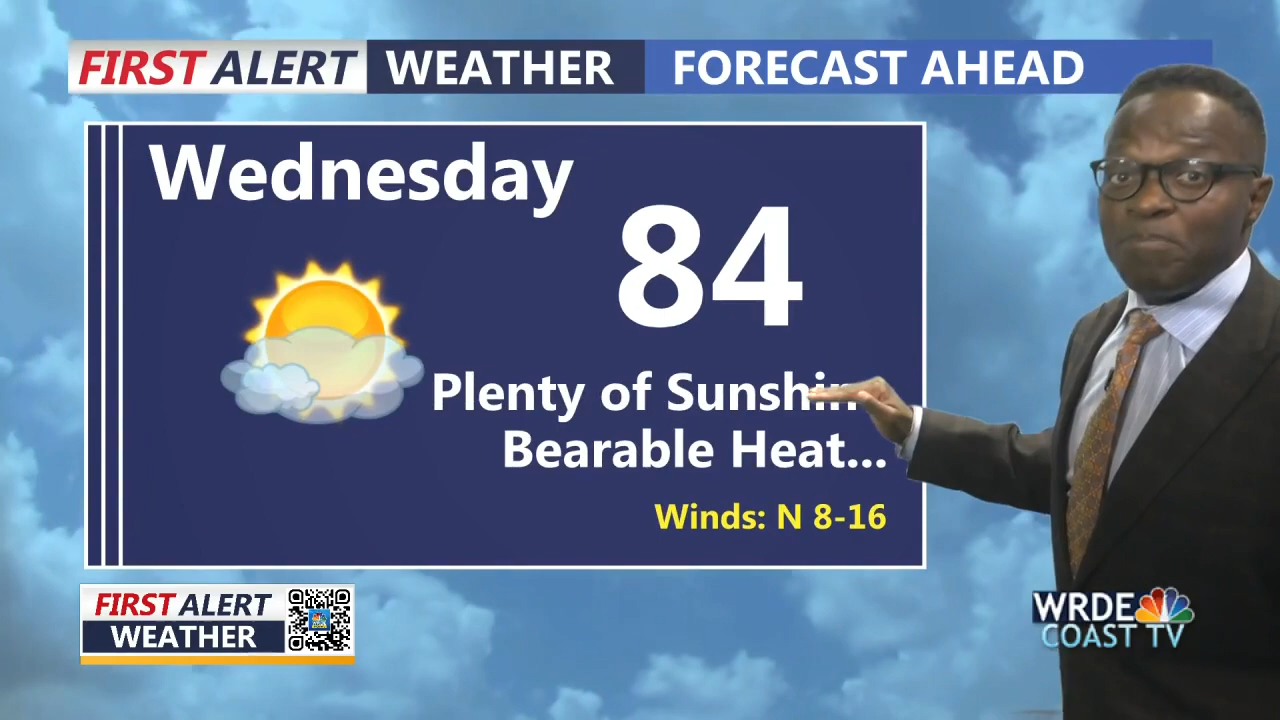 FIRST ALERT WEATHER FORECAST AHEAD
Wednesday
84
Plenty of Sunshin
Bearable Heat...
Winds: N 8-16
FIRST ALERT
WEATHER
WRDE
COAST TV